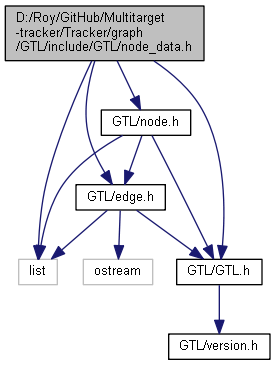 D:/Roy/GitHub/Multitarget
-tracker/Tracker/graph
/GTL/include/GTL/node_data.h
GTL/node.h
GTL/edge.h
list
ostream
GTL/GTL.h
GTL/version.h